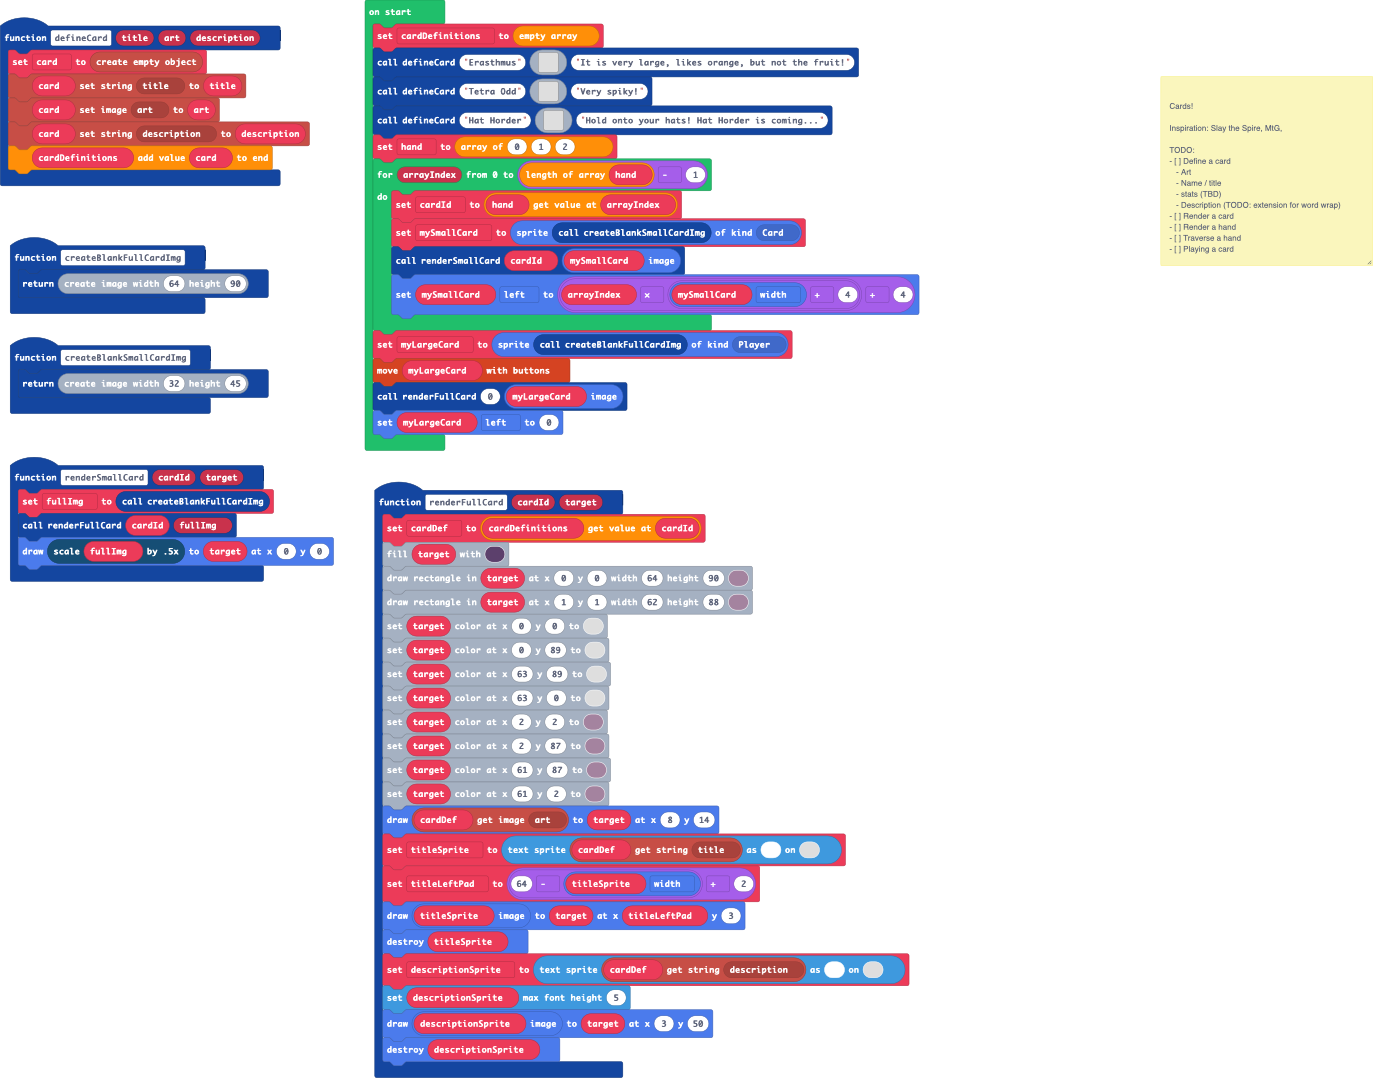 function defineCard title art description
set card to create empty object
card set string title to title
card set image art to art
card set string description to description
cardDefinitions add value card to end
function createBlankFullCardImg
return create image width 64 height 90
function createBlankSmallCardImg
return create image width 32 height 45
function renderSmallCard cardId target
set fullImg to call createBlankFullCardImg
call renderFullCard cardId fullImg
draw scale fullImg by .5x to target at x 0 y 0
on start
set cardDefinitions to empty array
call defineCard "Erasthmus" "It is very large, likes orange, but not the fruit!"
call defineCard "Tetra Odd" "Very spiky!"
call defineCard "Hat Horder" "Hold onto your hats! Hat Horder is coming..."
set hand to array of 0 1 2
for arrayIndex from 0 to length of array hand - 1
do
set cardId to hand get value at arrayIndex
set mySmallCard to sprite call createBlankSmallCardImg of kind Card
call renderSmallCard cardId mySmallCard image
set mySmallCard left to arrayIndex x mySmallCard width + 4 + 4
set myLargeCard to sprite call createBlankFullCardImg of kind Player
move myLargeCard with buttons
call renderFullCard 0 myLargeCard image
set myLargeCard left to 0
function renderFullCard cardId target
set cardDef to cardDefinitions get value at cardId
fill target with
draw rectangle in target at x 0 y 0 width 64 height 90
draw rectangle in target at x 1 y 1 width 62 height 88
set target color at x 0 y 0 to
set target color at x 0 y 89 to
set target color at x 63 y 89 to
set target color at x 63 y 0 to
set target color at x 2 y 2 to
set target color at x 2 y 87 to
set target color at x 61 y 87 to
set target color at x 61 y 2 to
draw cardDef get image art to target at x 8 y 14
set titleSprite to text sprite cardDef get string title as on
set titleLeftPad to 64 - titleSprite width + 2
draw titleSprite image to target at x titleLeftPad y 3
destroy titleSprite
set descriptionSprite to text sprite cardDef get string description as on
set descriptionSprite max font height 5
draw descriptionSprite image to target at x 3 y 50
destroy descriptionSprite
Cards!
Inspiration: Slay the Spire, MtG,
TODO:
- [ ] Define a card
- Art
- Name / title
- stats (TBD)
- Description (TODO: extension for word wrap)
- [ ] Render a card
- [ ] Render a hand
- [ ] Traverse a hand
- [ ] Playing a card